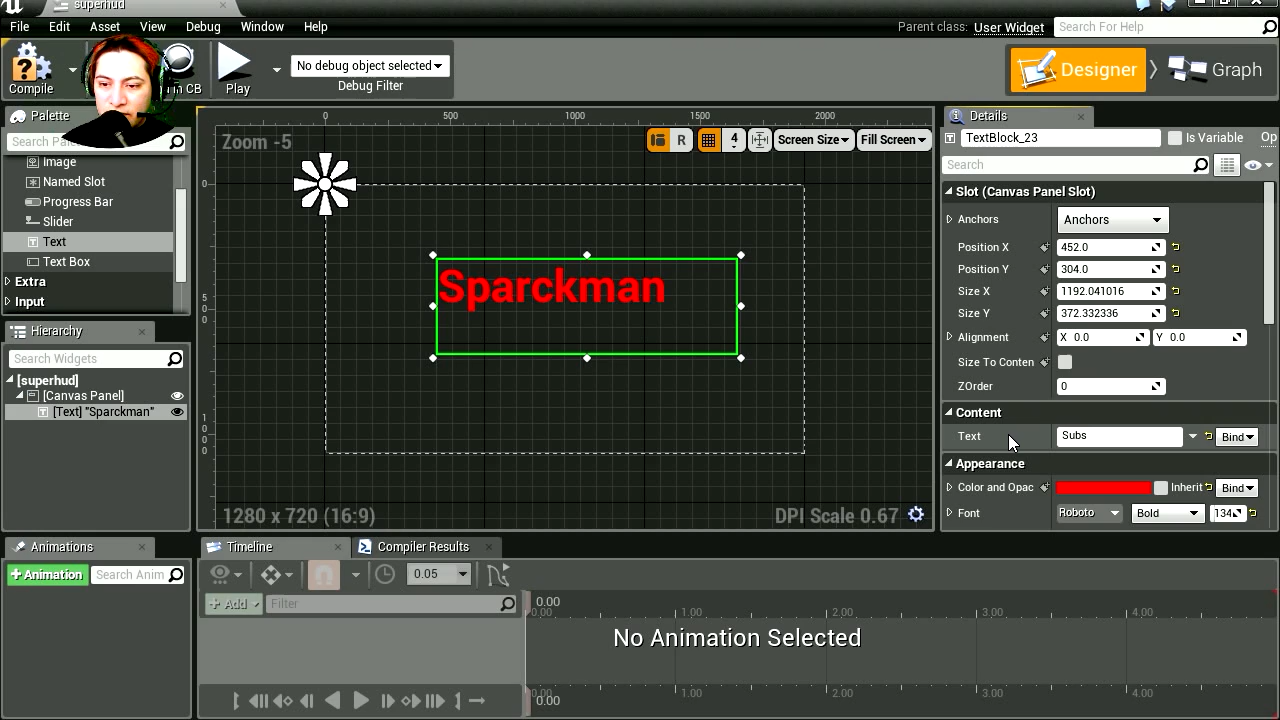 superhud
File Edit Asset View Debug Window Help
Parent class: User Widget
Search For Help
Compile
CB
Play
No debug object selected
Debug Filter
Designer
Graph
Palette
Search
Image
Named Slot
Progress Bar
Slider
Text
Text Box
Extra
Input
Hierarchy
Search Widgets
[superhud]
[Canvas Panel]
[Text] "Sparckman"
Animations
+Animation
Search Anim
0 500 1000 1500 2000
Zoom -5
R
4
Screen Size
Fill Screen
0
5
0
0
1
0
0
0
Sparckman
1280 x 720 (16:9)
DPI Scale 0.67
Details
TextBlock_23
Is Variable
Op
Search
Slot (Canvas Panel Slot)
Anchors Anchors
Position X 452.0
Position Y 304.0
Size X 1192.041016
Size Y 372.332336
Alignment X 0.0 Y 0.0
Size To Conten
ZOrder 0
Content
Text Subs Bind
Appearance
Color and Opac Inherit Bind
Font Roboto Bold 134
Timeline
Compiler Results
0.05
+ Add
Filter
0.00
0.00 1.00 2.00 3.00 4.00
No Animation Selected
0.00 1.00 2.00 3.00 4.00
0.00